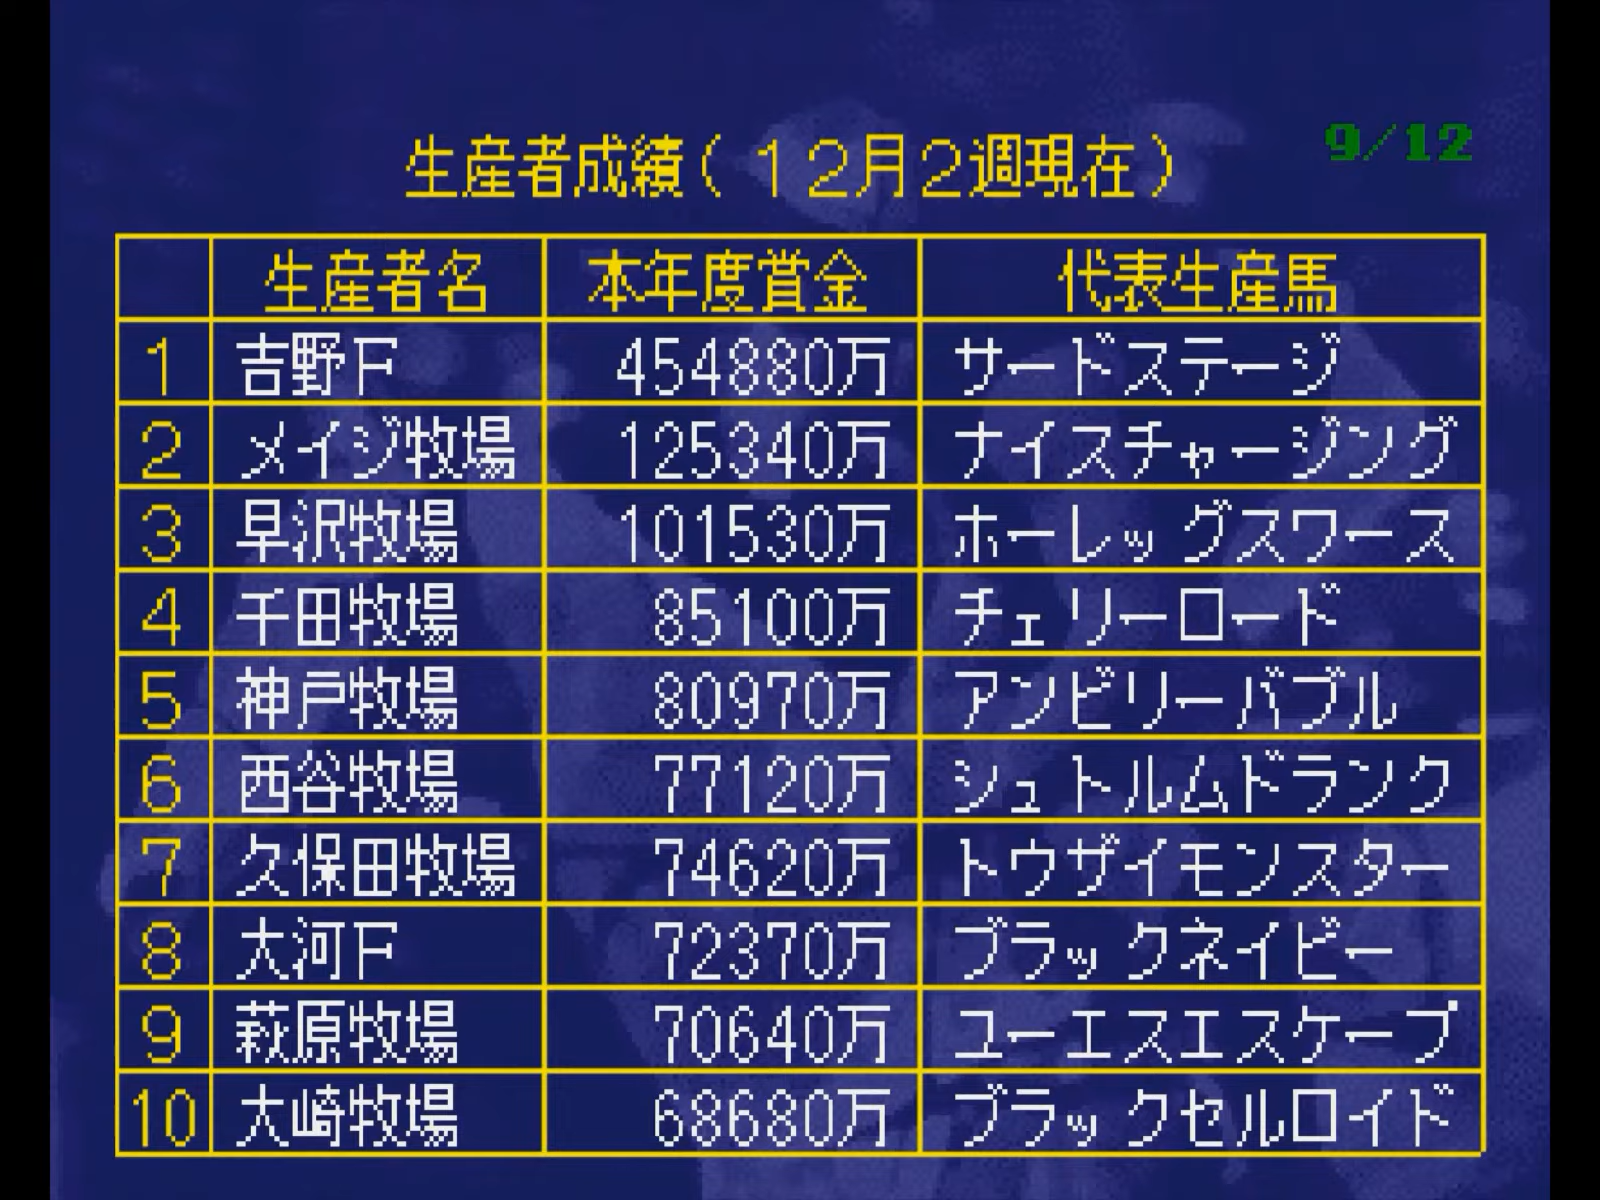 9/12
生産者成績(12月2週現在)
生産者名 本年度賞金 代表生産馬
1 吉野F 454880万 サードステージ
2 メイジ牧場 125340万 ナイスチャージング
3 早沢牧場 101530万 ホーレッグスワース
4 千田牧場 85100万 チェリーロード
5 神戸牧場 80970万 アンビリーバブル
6 西谷牧場 77120万 シュトルムドランク
7 久保田牧場 74620万 トウザイモンスター
8 大河F 72370万 ブラックネイビー
9 萩原牧場 70640万 ユーエスエスケープ
10 大崎牧場 68680万 ブラックセルロイド